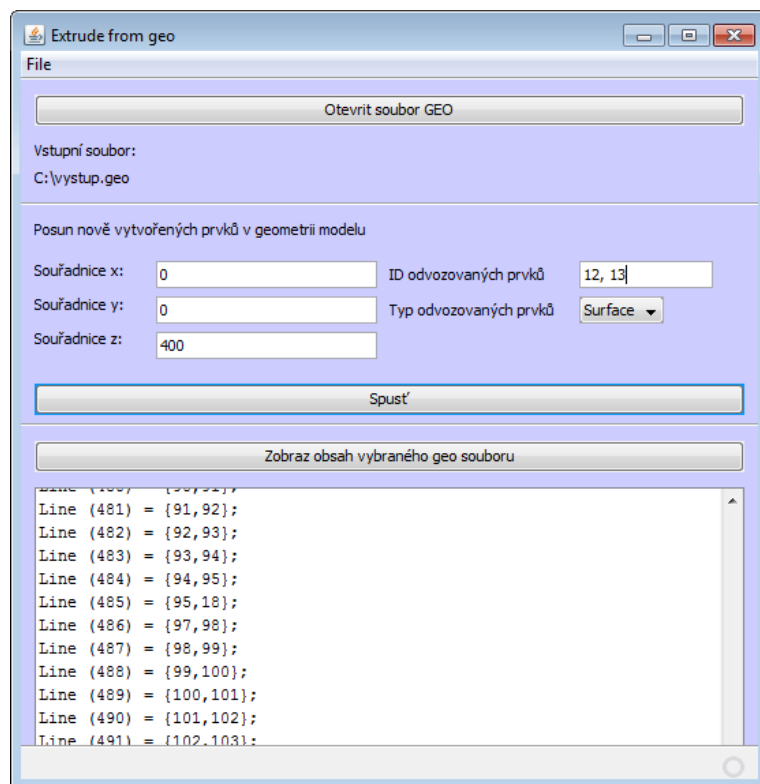 Extrude from geo
File
Otevrit soubor GEO
Vstupní soubor:
C:\vystup.geo
Posun nově vytvořených prvků v geometrii modelu
Souřadnice x: 0 ID odvozovaných prvků 12, 13
Souřadnice y: 0 Typ odvozovaných prvků Surface
Souřadnice z: 400
Spusť
Zobraz obsah vybraného geo souboru
Line (481) = {91,92};
Line (482) = {92,93};
Line (483) = {93,94};
Line (484) = {94,95};
Line (485) = {95,18};
Line (486) = {97,98};
Line (487) = {98,99};
Line (488) = {99,100};
Line (489) = {100,101};
Line (490) = {101,102};
Line (491) = {102,103};